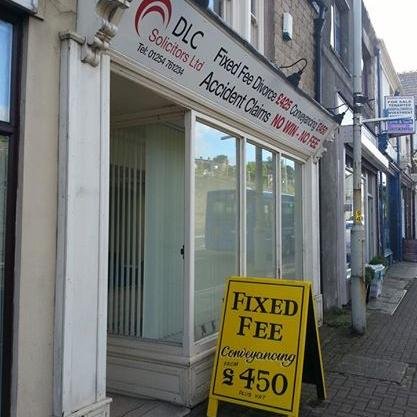 DLC
Solicitors Ltd
Tel: 01254 761234
Fixed Fee Divorce £425 Conveyancing £450
Accident Claims NO WIN - NO FEE
FOR SALE
FIXED
FEE
Conveyancing
FROM
£450
PLUS VAT